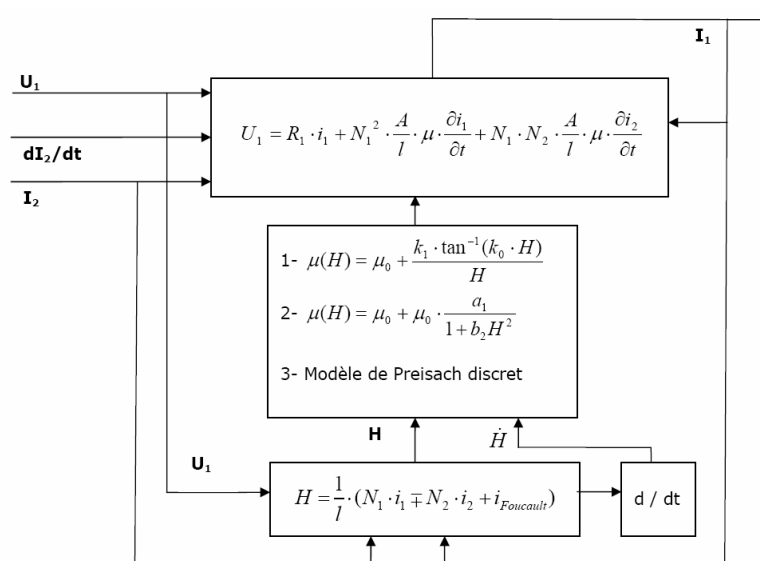 I₁
U₁
U₁ = R₁ · i₁ + N₁² · A/l · μ · ∂i₁/∂t + N₁ · N₂ · A/l · μ · ∂i₂/∂t
dI₂/dt
I₂
1- μ(H) = μ₀ + k₁ · tan⁻¹(k₀ · H)/H
2- μ(H) = μ₀ + μ₀ · a₁/1 + b₂H²
3- Modèle de Preisach discret
H
Ḣ
U₁
H = 1/l · (N₁ · i₁ ∓ N₂ · i₂ + i_Foucault)
d / dt